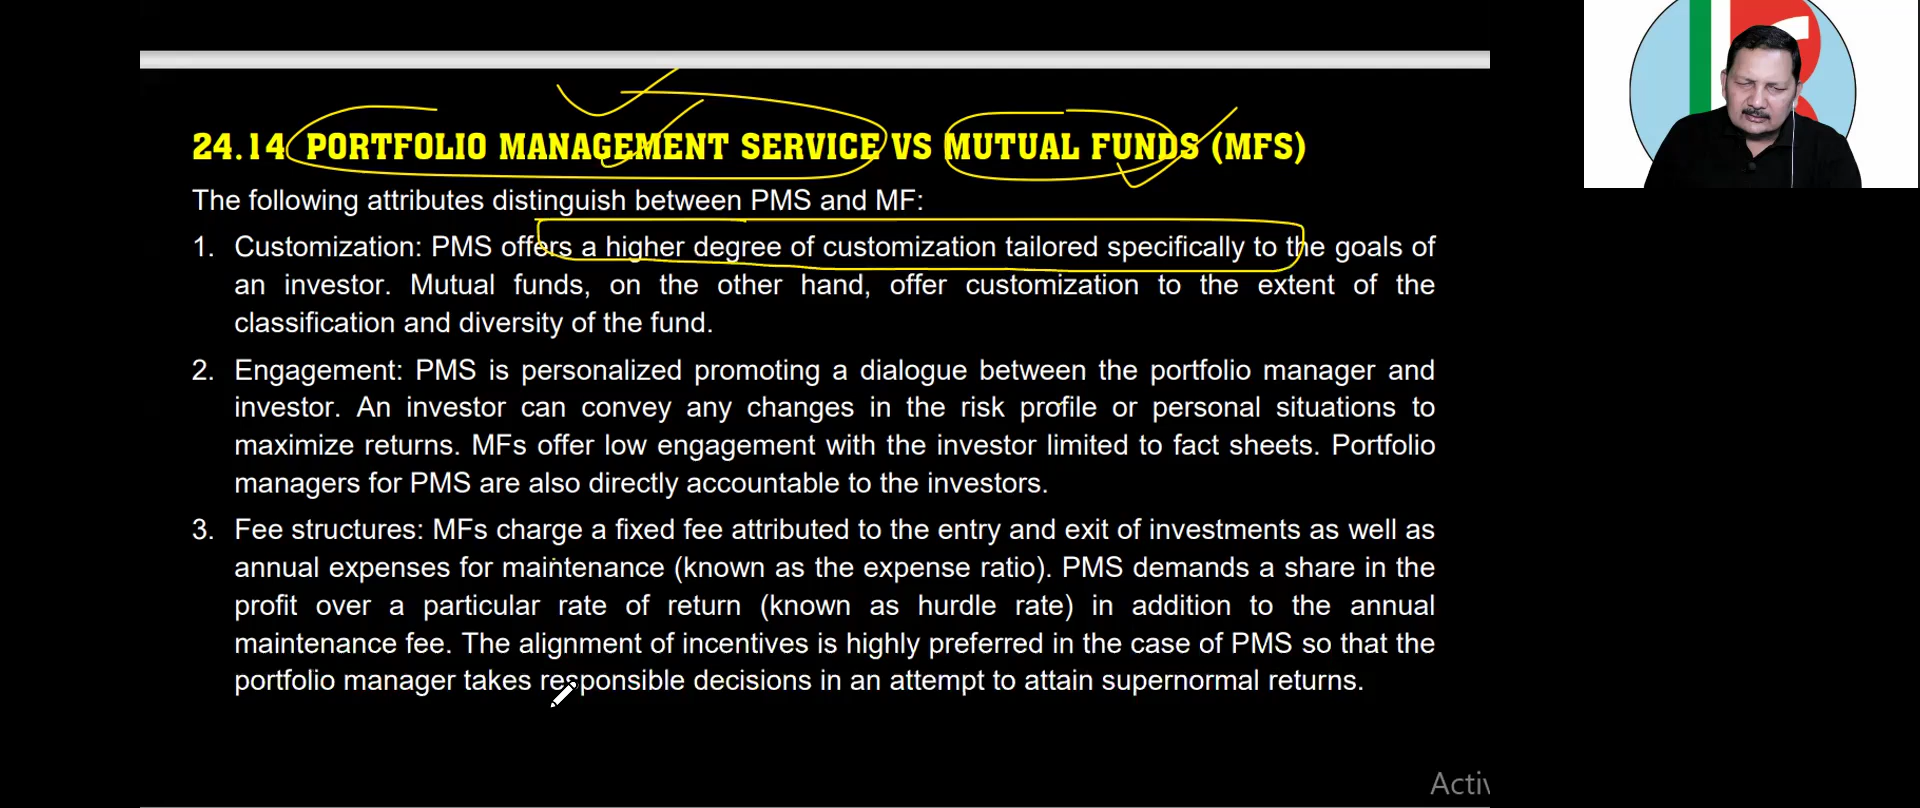 24.14 PORTFOLIO MANAGEMENT SERVICE VS MUTUAL FUNDS (MFS)
The following attributes distinguish between PMS and MF:
1. Customization: PMS offers a higher degree of customization tailored specifically to the goals of
an investor. Mutual funds, on the other hand, offer customization to the extent of the
classification and diversity of the fund.
2. Engagement: PMS is personalized promoting a dialogue between the portfolio manager and
investor. An investor can convey any changes in the risk profile or personal situations to
maximize returns. MFs offer low engagement with the investor limited to fact sheets. Portfolio
managers for PMS are also directly accountable to the investors.
3. Fee structures: MFs charge a fixed fee attributed to the entry and exit of investments as well as
annual expenses for maintenance (known as the expense ratio). PMS demands a share in the
profit over a particular rate of return (known as hurdle rate) in addition to the annual
maintenance fee. The alignment of incentives is highly preferred in the case of PMS so that the
portfolio manager takes responsible decisions in an attempt to attain supernormal returns.